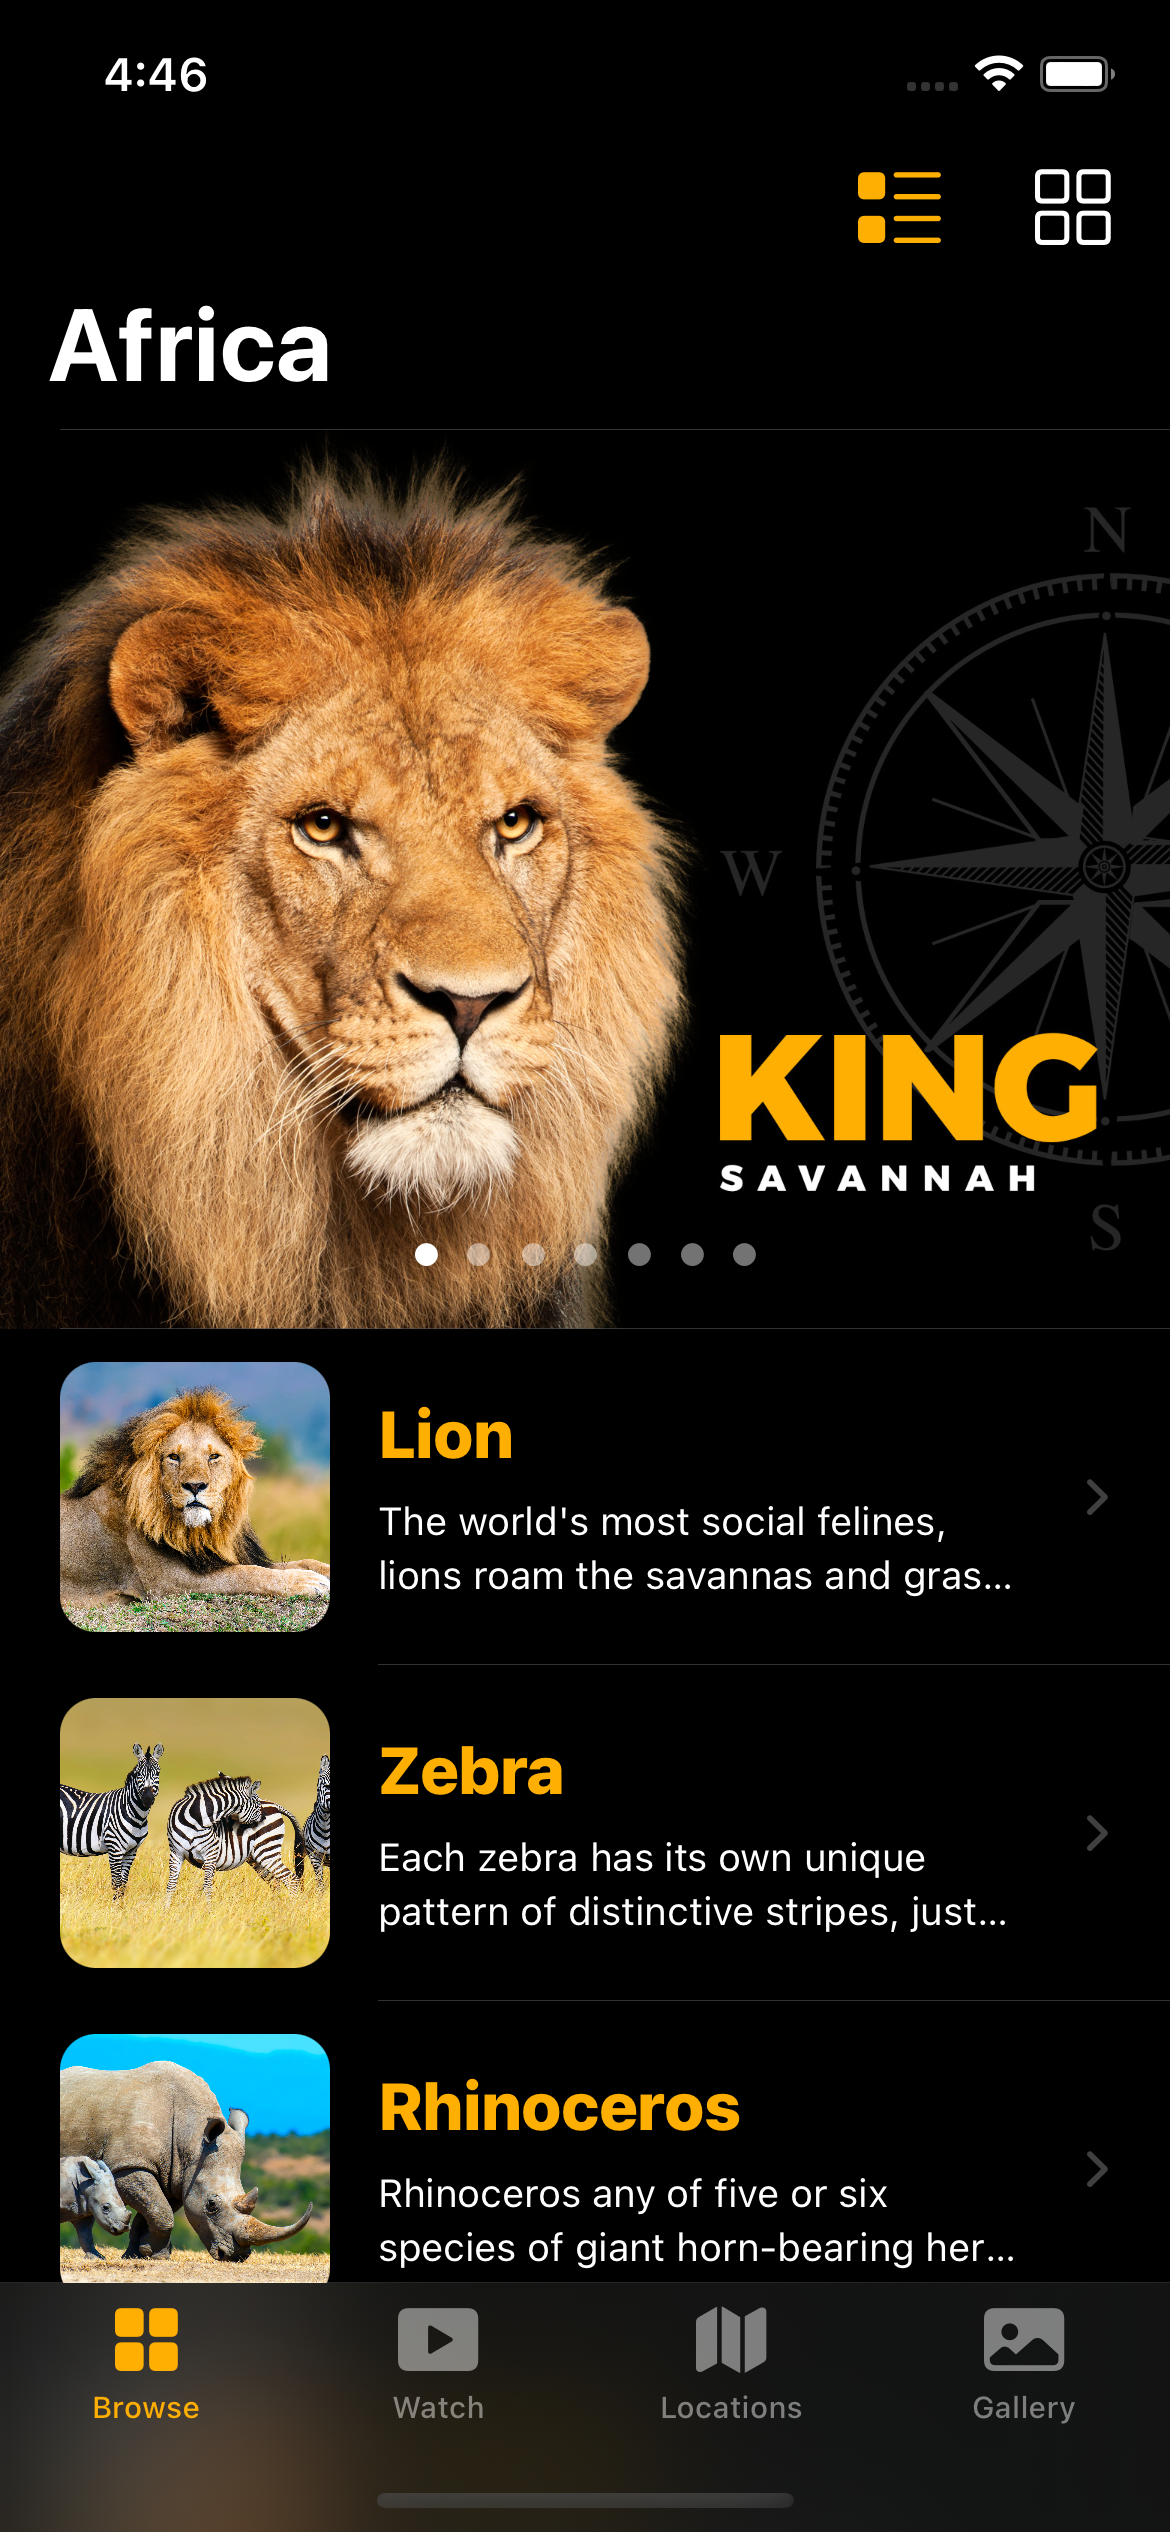 4:46
Africa
N
W
KING
SAVANNAH
S
Lion
The world's most social felines,
lions roam the savannas and gras...
Zebra
Each zebra has its own unique
pattern of distinctive stripes, just...
Rhinoceros
Rhinoceros any of five or six
species of giant horn-bearing her...
Browse
Watch
Locations
Gallery